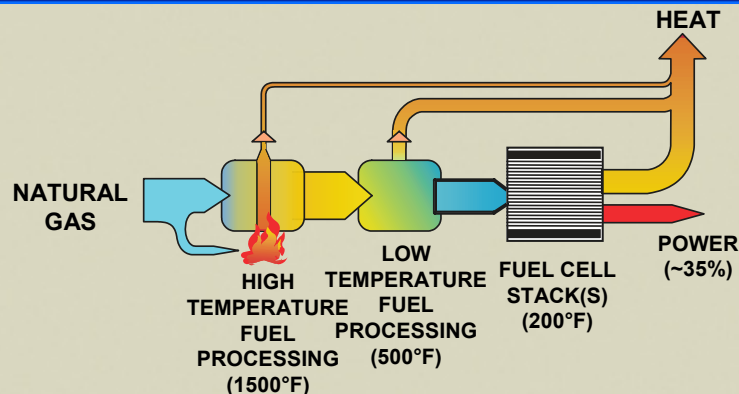 HEAT
NATURAL
GAS
HIGH
TEMPERATURE
FUEL
PROCESSING
(1500°F)
LOW
TEMPERATURE
FUEL
PROCESSING
(500°F)
FUEL CELL
STACK(S)
(200°F)
POWER
(~35%)